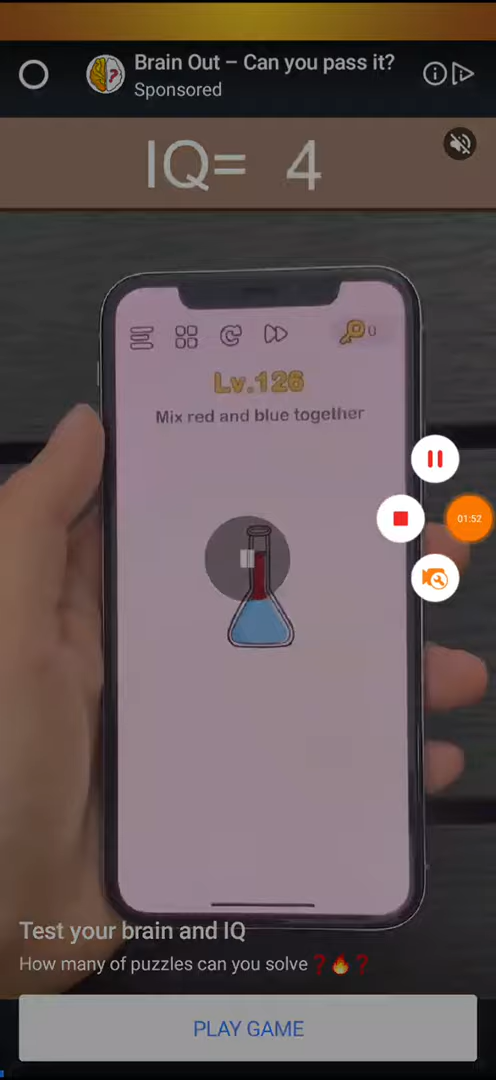 Brain Out – Can you pass it?
Sponsored
IQ= 4
0
Lv.126
Mix red and blue together
01:52
Test your brain and IQ
How many of puzzles can you solve❓🔥❓
PLAY GAME